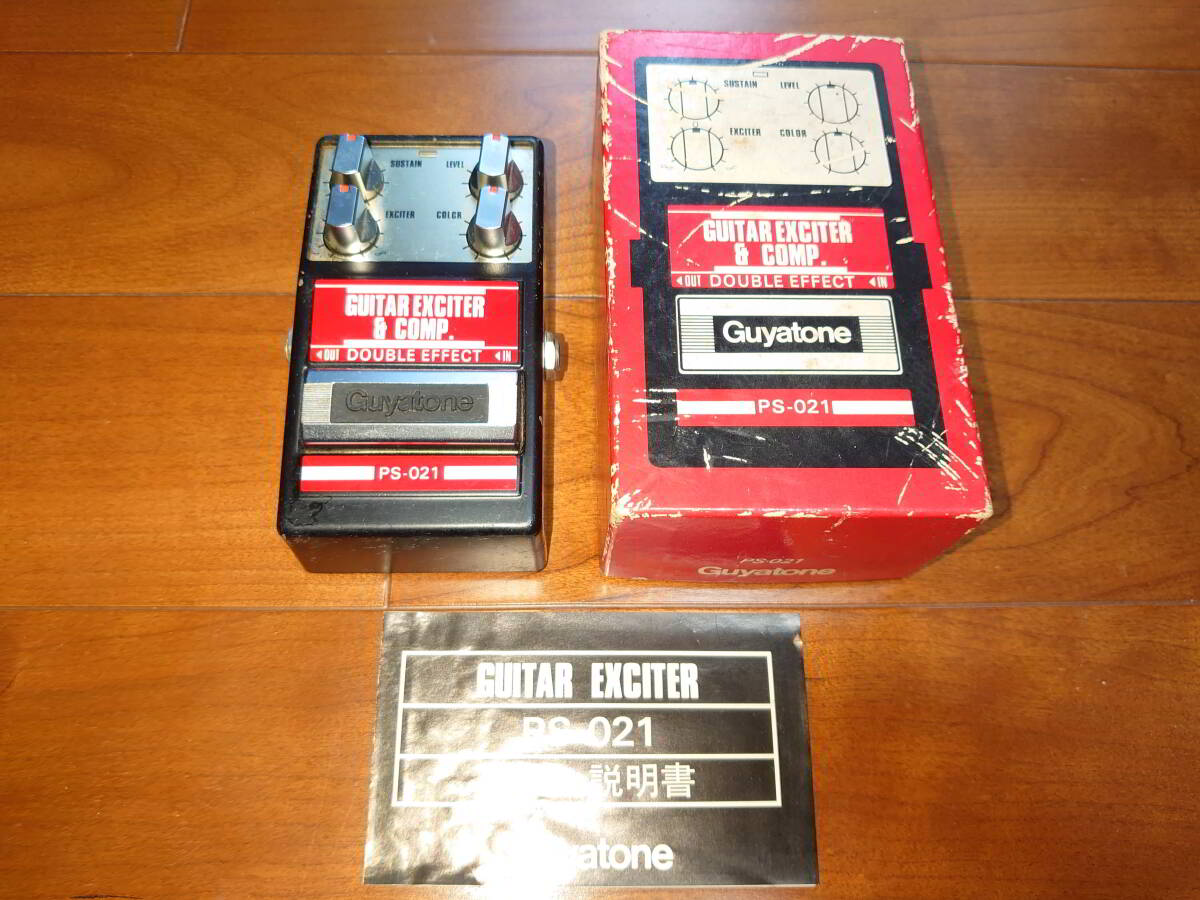 SUSTAIN LEVEL
EXCITER COLOR
GUITAR EXCITER
& COMP.
◄OUT DOUBLE EFFECT ◄IN
Guyatone
PS-021
SUSTAIN LEVEL
EXCITER COLOR
GUITAR EXCITER
& COMP.
◄OUT DOUBLE EFFECT ◄IN
Guyatone
PS-021
PS-021
Guyatone
GUITAR EXCITER
PS-021
説明書
Guyatone